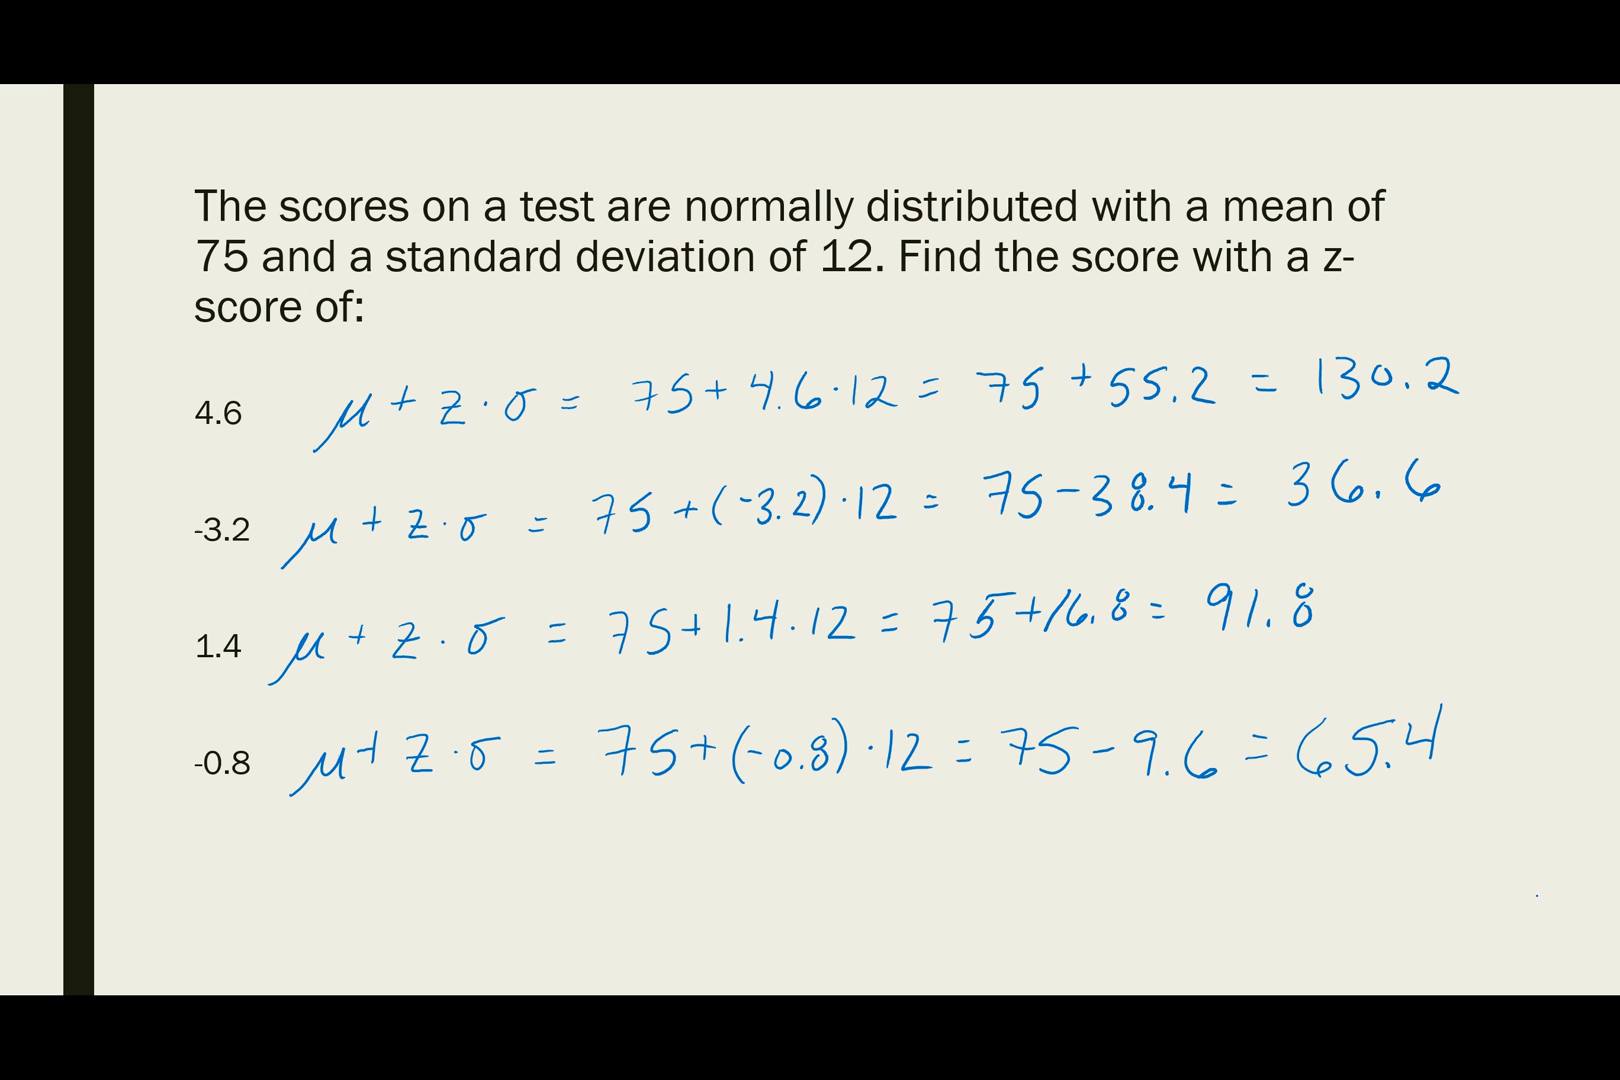 The scores on a test are normally distributed with a mean of
75 and a standard deviation of 12. Find the score with a z-
score of:
4.6 μ + z · σ = 75 + 4.6 · 12 = 75 + 55.2 = 130.2
-3.2 μ + z · σ = 75 + (-3.2) · 12 = 75 - 38.4 = 36.6
1.4 μ + z · σ = 75 + 1.4 · 12 = 75 + 16.8 = 91.8
-0.8 μ + z · σ = 75 + (-0.8) · 12 = 75 - 9.6 = 65.4